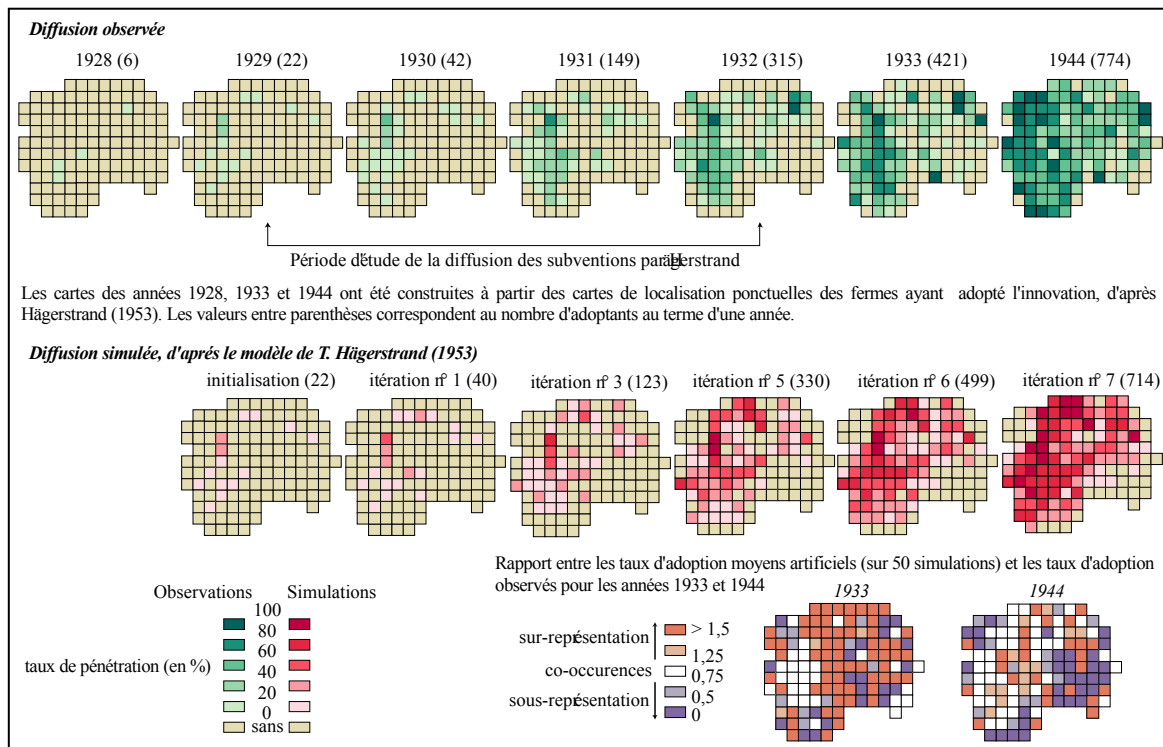 Diffusion observée
1928 (6) 1929 (22) 1930 (42) 1931 (149) 1932 (315) 1933 (421) 1944 (774)
Période d'étude de la diffusion des subventions par Hägerstrand
Les cartes des années 1928, 1933 et 1944 ont été construites à partir des cartes de localisation ponctuelles des fermes ayant adopté l'innovation, d'après
Hägerstrand (1953). Les valeurs entre parenthèses correspondent au nombre d'adoptants au terme d'une année.
Diffusion simulée, d'aprés le modèle de T. Hägerstrand (1953)
initialisation (22) itération n° 1 (40) itération n° 3 (123) itération n° 5 (330) itération n° 6 (499) itération n° 7 (714)
Rapport entre les taux d'adoption moyens artificiels (sur 50 simulations) et les taux d'adoption
observés pour les années 1933 et 1944
Observations Simulations
taux de pénétration (en %)
100
80
60
40
20
0
sans
sur-représentation
co-occurences
sous-représentation
> 1,5
1,25
0,75
0,5
0
1933
1944